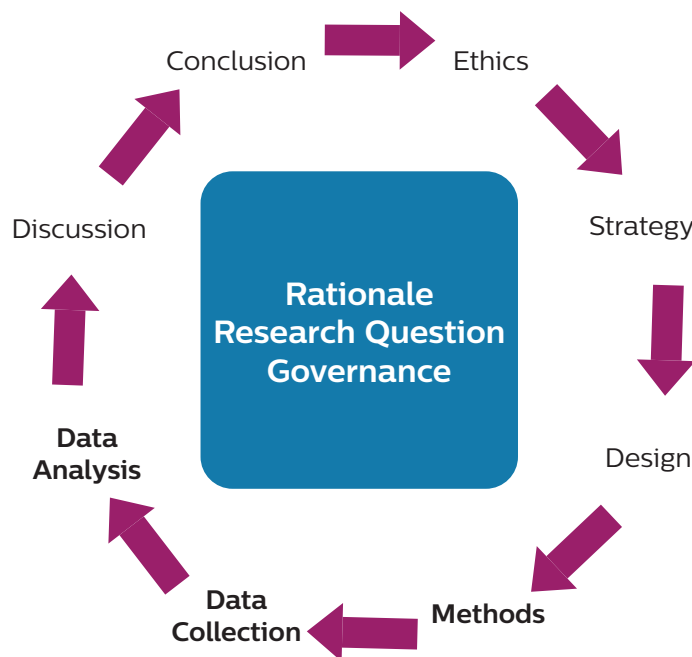 Conclusion
Ethics
Discussion
Strategy
Rationale
Research Question
Governance
Data
Analysis
Design
Data
Collection
Methods